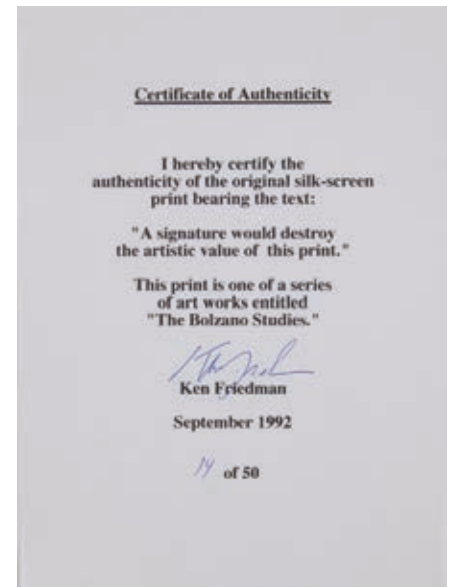 Certificate of Authenticity
I hereby certify the
authenticity of the original silk-screen
print bearing the text:
"A signature would destroy
the artistic value of this print."
This print is one of a series
of art works entitled
"The Bolzano Studies."
Ken Friedman
September 1992
14 of 50